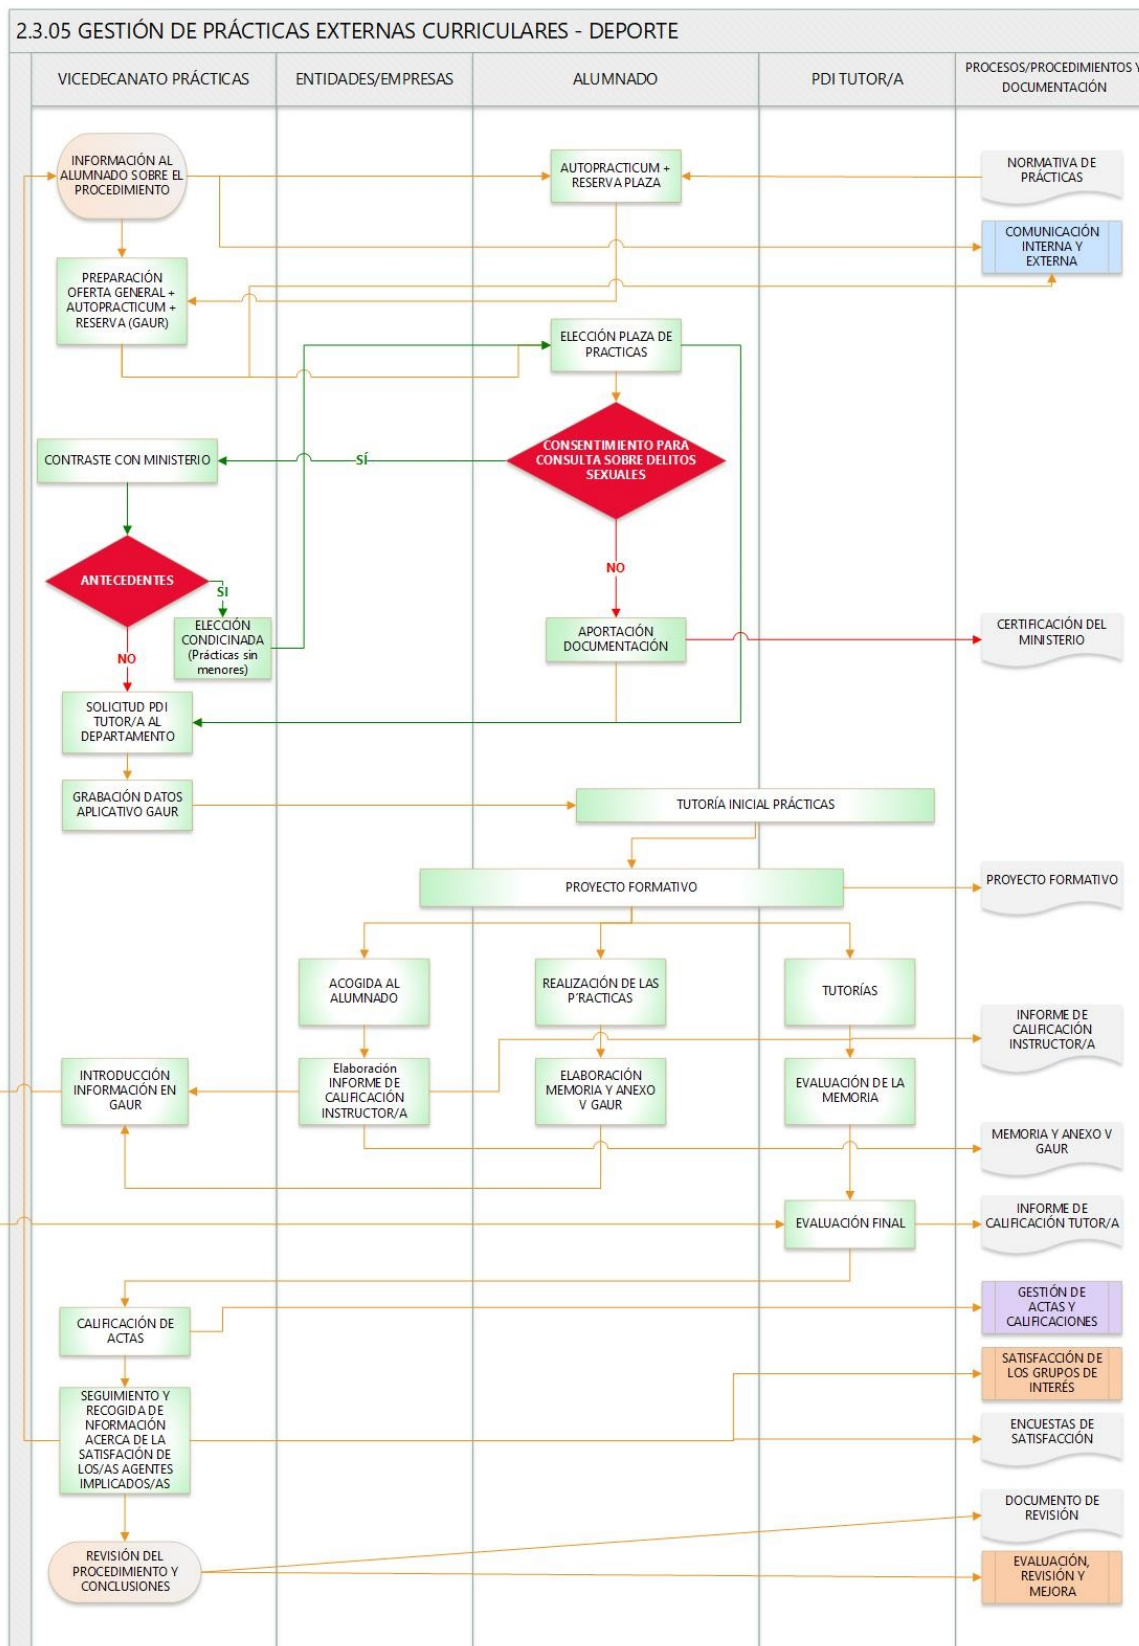 2.3.05 GESTIÓN DE PRÁCTICAS EXTERNAS CURRICULARES - DEPORTE
VICEDECANATO PRÁCTICAS
ENTIDADES/EMPRESAS
ALUMNADO
PDI TUTOR/A
PROCESOS/PROCEDIMIENTOS Y
DOCUMENTACIÓN
INFORMACIÓN AL
ALUMNADO SOBRE EL
PROCEDIMIENTO
AUTOPRACTICUM +
RESERVA PLAZA
NORMATIVA DE
PRÁCTICAS
COMUNICACIÓN
INTERNA Y
EXTERNA
PREPARACIÓN
OFERTA GENERAL +
AUTOPRACTICUM +
RESERVA (GAUR)
ELECCIÓN PLAZA DE
PRACTICAS
CONSENTIMIENTO PARA
CONSULTA SOBRE DELITOS
SEXUALES
SÍ
CONTRASTE CON MINISTERIO
ANTECEDENTES
SI
NO
NO
ELECCIÓN
CONDICINADA
(Prácticas sin
menores)
APORTACIÓN
DOCUMENTACIÓN
CERTIFICACIÓN DEL
MINISTERIO
SOLICITUD PDI
TUTOR/A AL
DEPARTAMENTO
GRABACIÓN DATOS
APLICATIVO GAUR
TUTORÍA INICIAL PRÁCTICAS
PROYECTO FORMATIVO
PROYECTO FORMATIVO
ACOGIDA AL
ALUMNADO
REALIZACIÓN DE LAS
P´RACTICAS
TUTORÍAS
INFORME DE
CALIFICACIÓN
INSTRUCTOR/A
INTRODUCCIÓN
INFORMACIÓN EN
GAUR
Elaboración
INFORME DE
CALIFICACIÓN
INSTRUCTOR/A
ELABORACIÓN
MEMORIA Y ANEXO V
GAUR
EVALUACIÓN DE LA
MEMORIA
MEMORIA Y ANEXO V
GAUR
EVALUACIÓN FINAL
INFORME DE
CALIFICACIÓN TUTOR/A
CALIFICACIÓN DE
ACTAS
GESTIÓN DE
ACTAS Y
CALIFICACIONES
SATISFACCIÓN DE
LOS GRUPOS DE
INTERÉS
SEGUIMIENTO Y
RECOGIDA DE
NFORMACIÓN
ACERCA DE LA
SATISFACIÓN DE
LOS/AS AGENTES
IMPLICADOS/AS
ENCUESTAS DE
SATISFACCIÓN
DOCUMENTO DE
REVISIÓN
REVISIÓN DEL
PROCEDIMIENTO Y
CONCLUSIONES
EVALUACIÓN,
REVISIÓN Y
MEJORA